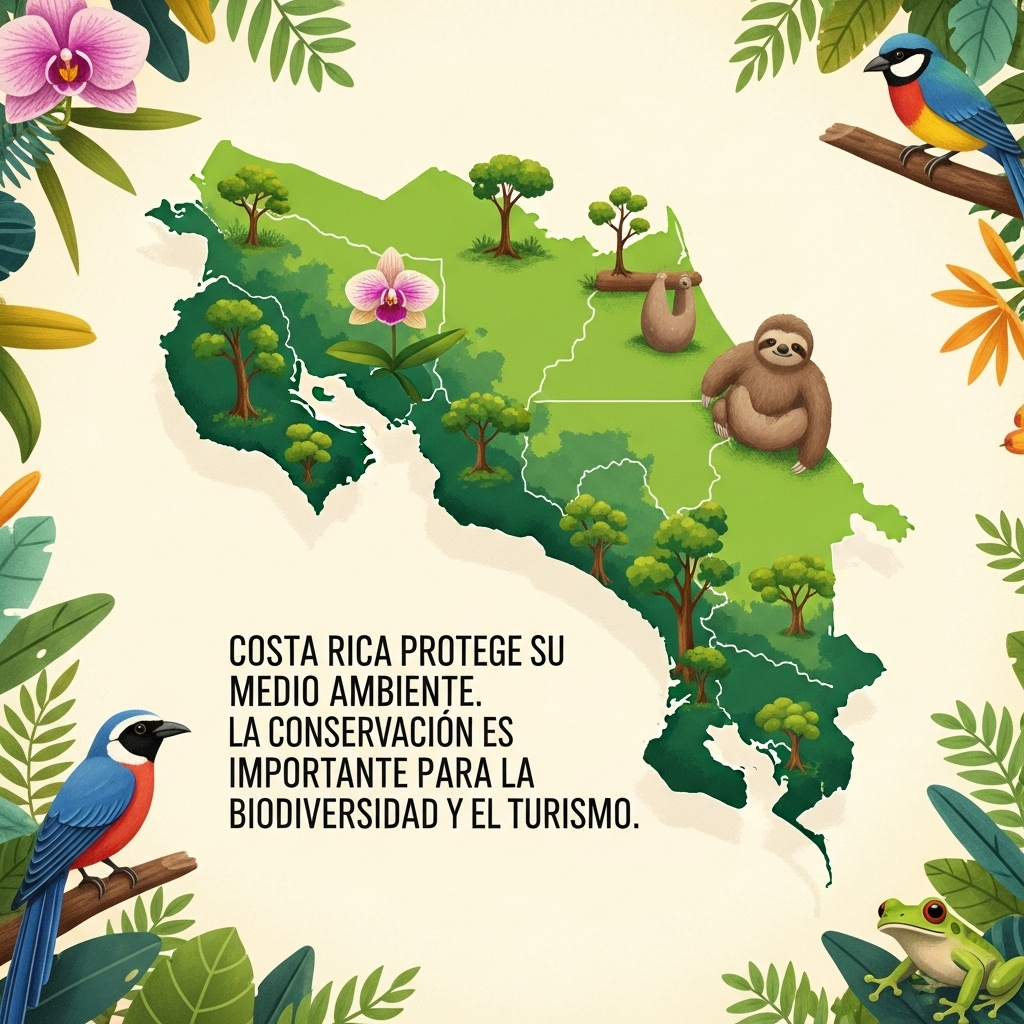 COSTA RICA PROTEGE SU
MEDIO AMBIENTE.
LA CONSERVACIÓN ES
IMPORTANTE PARA LA
BIODIVERSIDAD Y EL TURISMO.